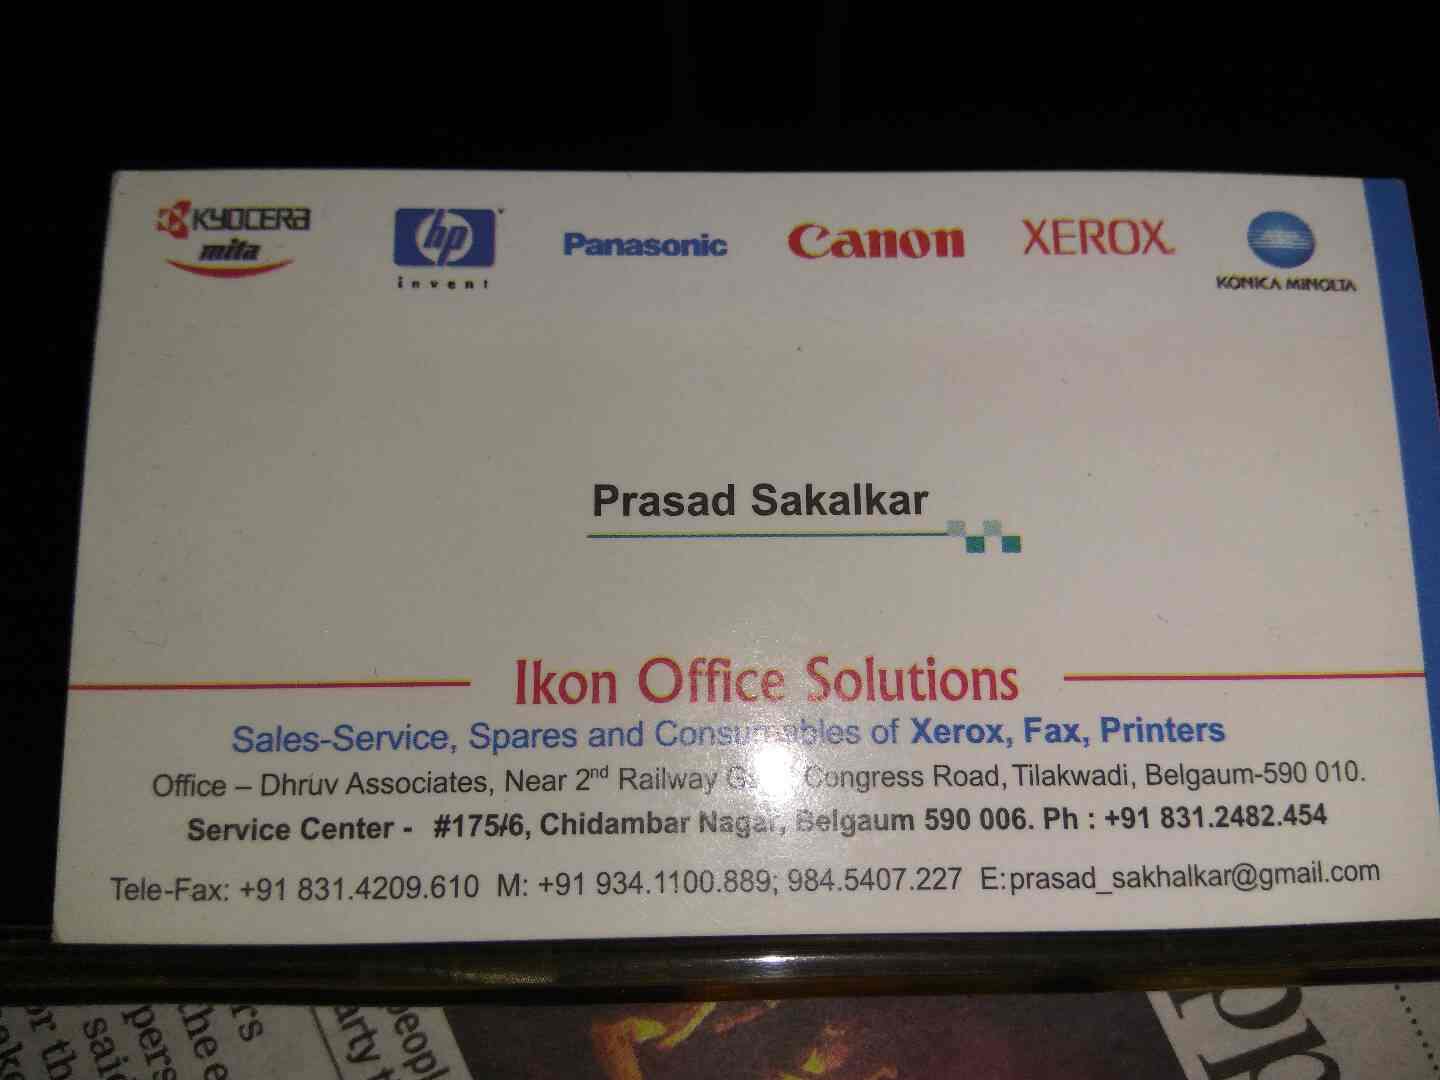 KYOCERA
mita
hp
invent
Panasonic
Canon
XEROX
KONICA MINOLTA
Prasad Sakalkar
Ikon Office Solutions
Sales-Service, Spares and Consumables of Xerox, Fax, Printers
Office – Dhruv Associates, Near 2nd Railway Congress Road, Tilakwadi, Belgaum-590 010.
Service Center - #175/6, Chidambar Nagar, Belgaum 590 006. Ph : +91 831.2482.454
Tele-Fax: +91 831.4209.610 M: +91 934.1100.889; 984.5407.227 E:prasad_sakhalkar@gmail.com